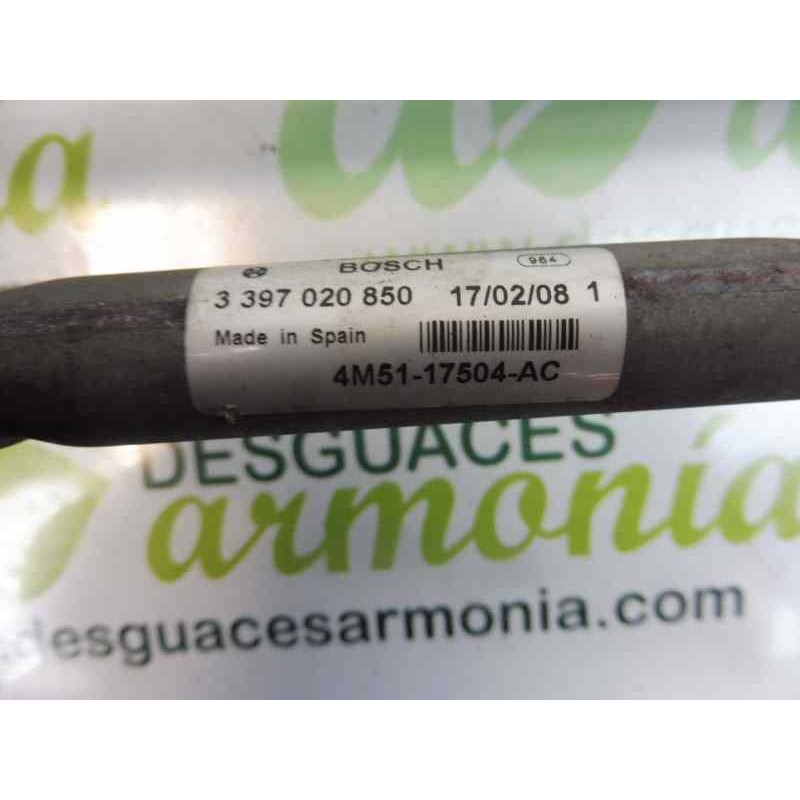 BOSCH 984
3 397 020 850 17/02/08 1
Made in Spain
4M51-17504-AC
DESGUACES
armonía
desguacesarmonia.com